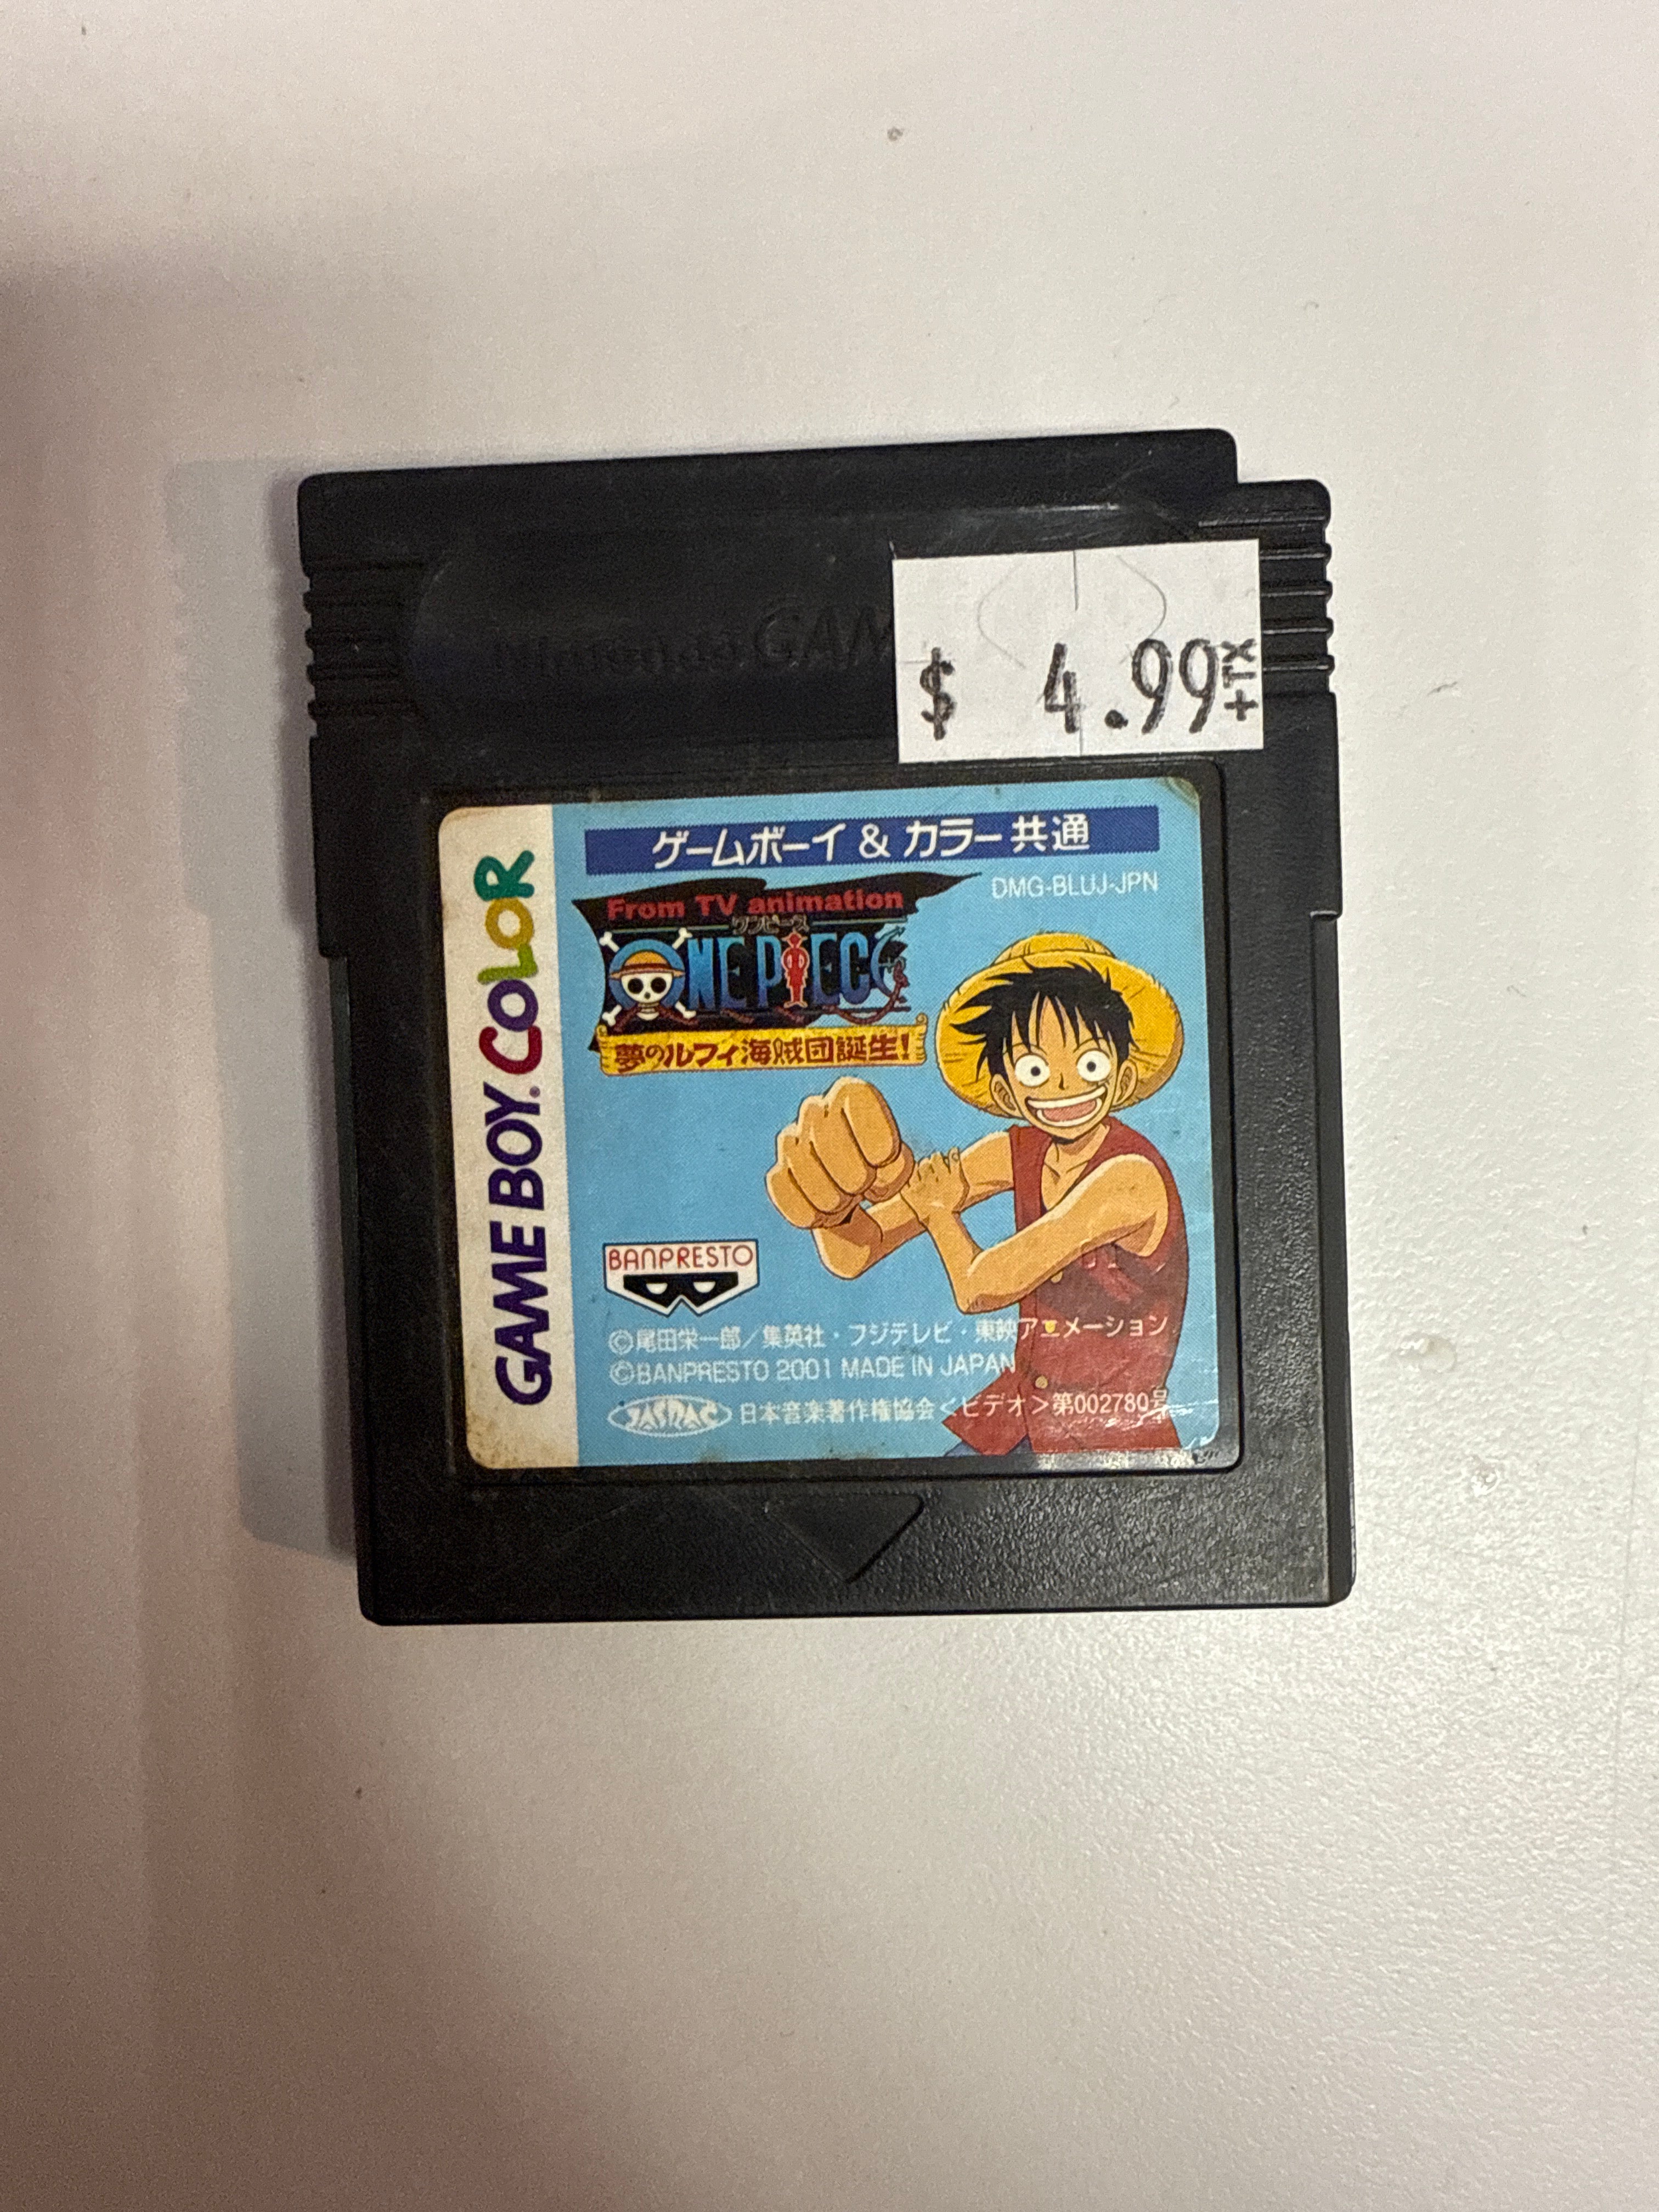 Nintendo GAM
$ 4.99 +TX
GAME BOY COLOR
ゲームボーイ & カラー 共通
DMG-BLUJ-JPN
From TV animation
ワンピース
ONE PIECE
夢のルフィ海賊団誕生!
BANPRESTO
©尾田栄一郎/集英社・フジテレビ・東映アニメーション
©BANPRESTO 2001 MADE IN JAPAN
JASRAC 日本音楽著作権協会<ビデオ>第002780号